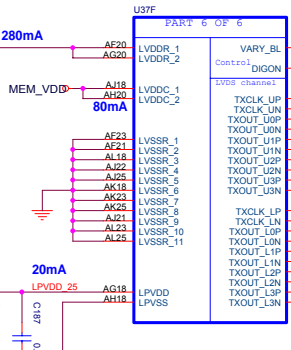 U37F
PART 6 OF 6
280mA
AF20 LVDDR_1 VARY_BL
AG20 LVDDR_2
Control DIGON
MEM_VDD AJ18 LVDDC_1 LVDS channel
AH20 LVDDC_2 TXCLK_UP
80mA TXCLK_UN
TXOUT_U0P
TXOUT_U0N
AF23 LVSSR_1 TXOUT_U1P
AF21 LVSSR_2 TXOUT_U1N
AL18 LVSSR_3 TXOUT_U2P
AJ22 LVSSR_4 TXOUT_U2N
AJ25 LVSSR_5 TXOUT_U3P
AK18 LVSSR_6 TXOUT_U3N
AK23 LVSSR_7
AK25 LVSSR_8 TXCLK_LP
AJ21 LVSSR_9 TXCLK_LN
AL23 LVSSR_10 TXOUT_L0P
AL25 LVSSR_11 TXOUT_L0N
TXOUT_L1P
TXOUT_L1N
20mA TXOUT_L2P
TXOUT_L2N
LPVDD_25 AG18 LPVDD TXOUT_L3P
AH18 LPVSS TXOUT_L3N
C187
0.